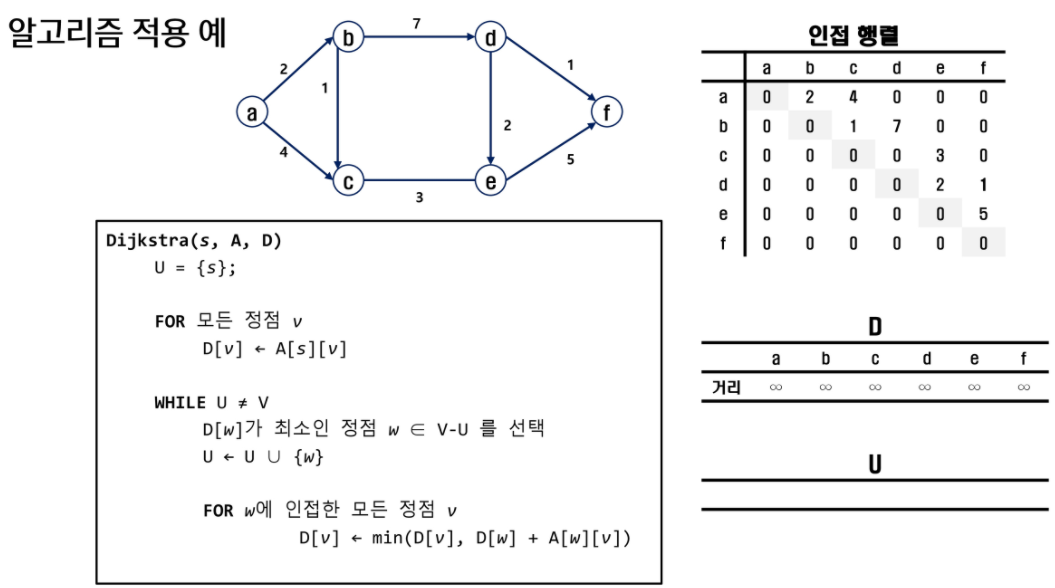 알고리즘 적용 예
b
7
d
2
1
1
a
f
2
4
5
c
e
3
Dijkstra(s, A, D)
U = {s};
FOR 모든 정점 v
D[v] ← A[s][v]
WHILE U ≠ V
D[w]가 최소인 정점 w ∈ V-U 를 선택
U ← U ∪ {w}
FOR w에 인접한 모든 정점 v
D[v] ← min(D[v], D[w] + A[w][v])
인접 행렬
a b c d e f
a 0 2 4 0 0 0
b 0 0 1 7 0 0
c 0 0 0 0 3 0
d 0 0 0 0 2 1
e 0 0 0 0 0 5
f 0 0 0 0 0 0
D
a b c d e f
거리 ∞ ∞ ∞ ∞ ∞ ∞
U